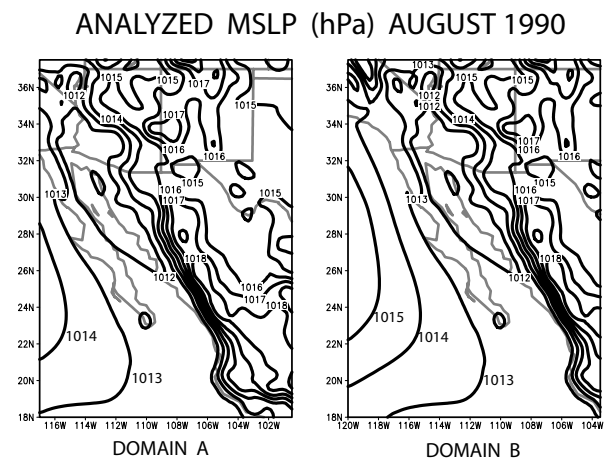 ANALYZED MSLP (hPa) AUGUST 1990
36N
34N
32N
30N
28N
26N
24N
22N
20N
18N
116W 114W 112W 110W 108W 106W 104W 102W
1012
1015
1015
1017
1015
1014
1017
1016
1016
1015
1013
1016
1017
1015
1018
1012
1016
1017
1018
1014
1013
DOMAIN A
36N
34N
32N
30N
28N
26N
24N
22N
20N
18N
120W 118W 116W 114W 112W 110W 108W 106W 104W
1013
1015
1012
1012
1014
1017
1016
1016
1015
1013
1016
1017
1018
1012
1015
1014
1013
DOMAIN B